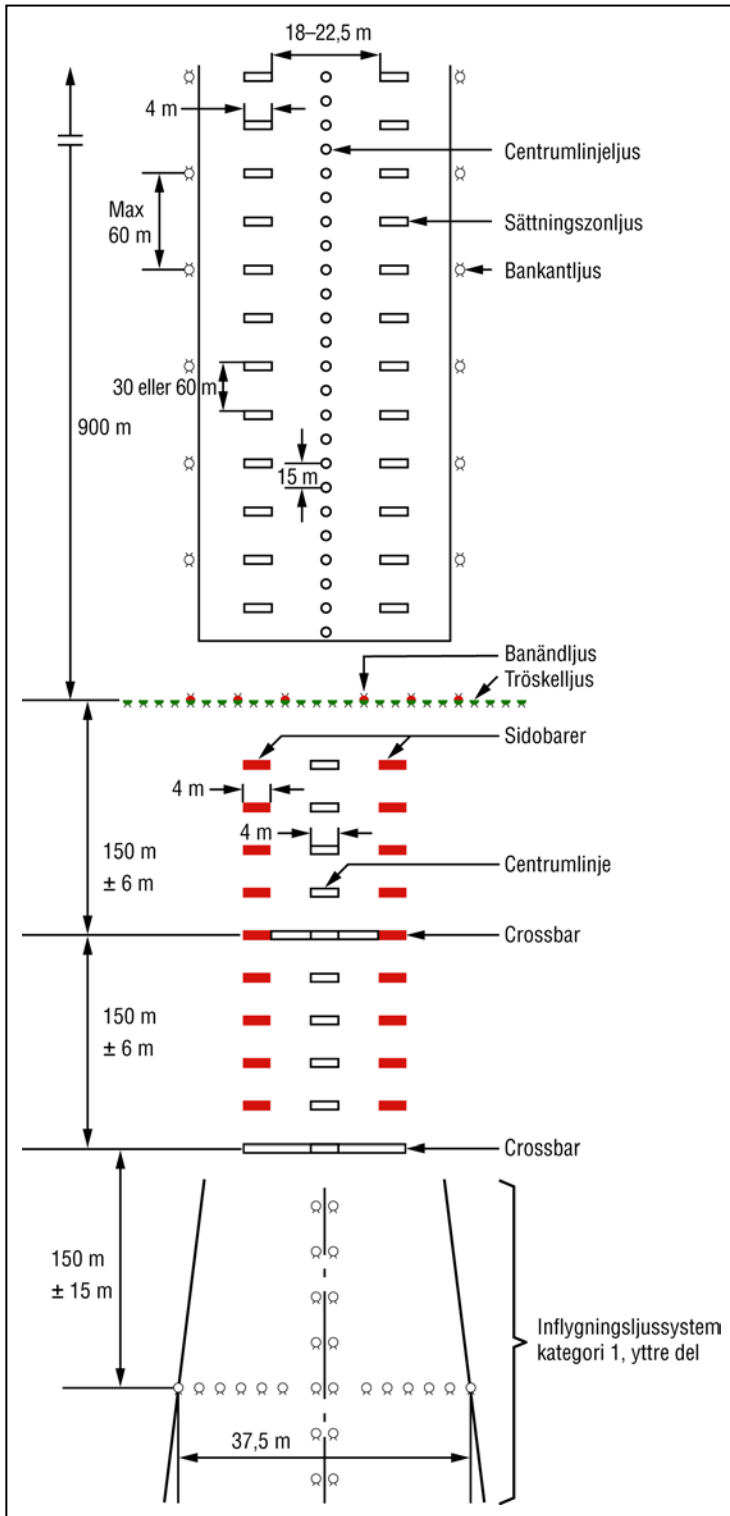 18–22,5 m
4 m
Centrumlinjeljus
Max
60 m
Sättningszonljus
Bankantljus
30 eller 60 m
900 m
15 m
Banändljus
Tröskelljus
Sidobarer
4 m
4 m
150 m
± 6 m
Centrumlinje
Crossbar
150 m
± 6 m
Crossbar
150 m
± 15 m
Inflygningsljussystem
kategori 1, yttre del
37,5 m